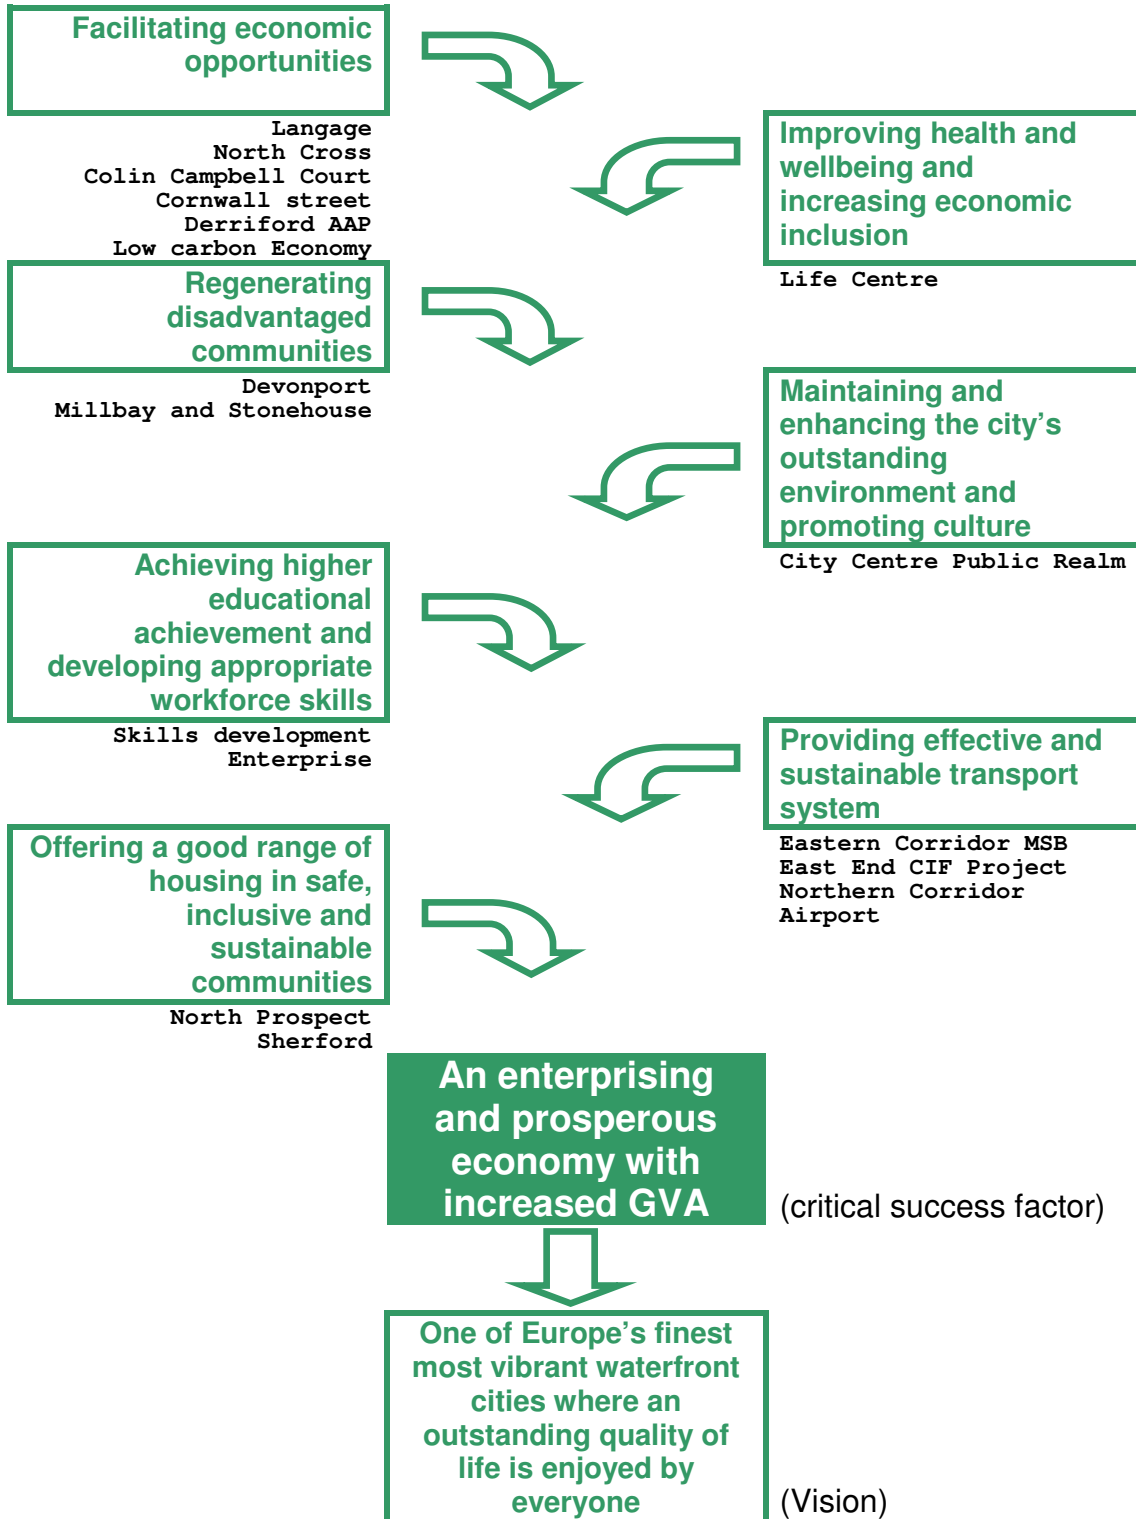 Facilitating economic
opportunities
Langage
North Cross
Colin Campbell Court
Cornwall street
Derriford AAP
Low carbon Economy
Improving health and
wellbeing and
increasing economic
inclusion
Life Centre
Regenerating
disadvantaged
communities
Devonport
Millbay and Stonehouse
Maintaining and
enhancing the city’s
outstanding
environment and
promoting culture
City Centre Public Realm
Achieving higher
educational
achievement and
developing appropriate
workforce skills
Skills development
Enterprise
Providing effective and
sustainable transport
system
Eastern Corridor MSB
East End CIF Project
Northern Corridor
Airport
Offering a good range of
housing in safe,
inclusive and
sustainable
communities
North Prospect
Sherford
An enterprising
and prosperous
economy with
increased GVA
(critical success factor)
One of Europe’s finest
most vibrant waterfront
cities where an
outstanding quality of
life is enjoyed by
everyone
(Vision)